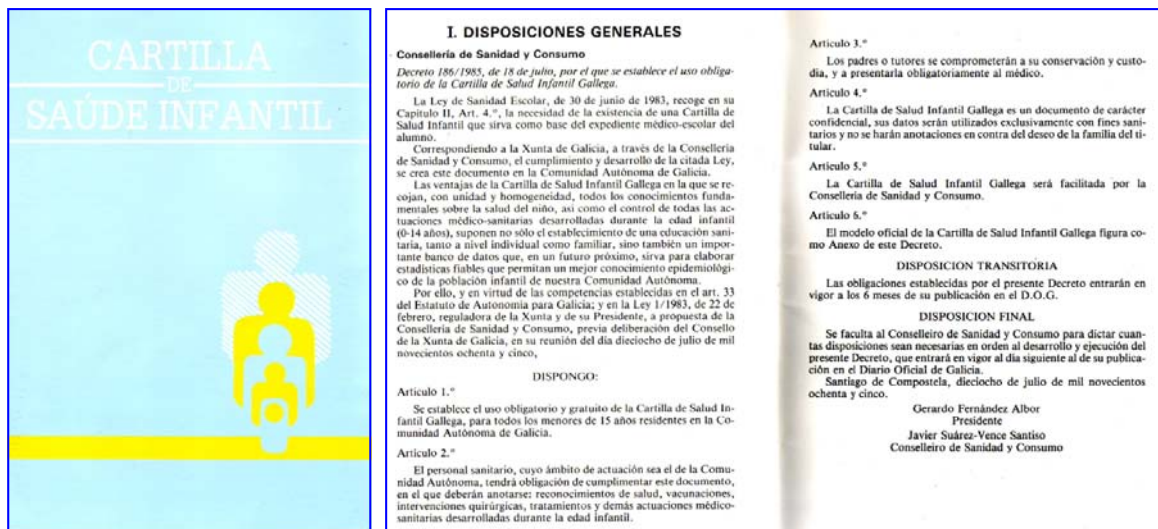 CARTILLA
DE
SAÚDE INFANTIL
I. DISPOSICIONES GENERALES
Consellería de Sanidad y Consumo
Decreto 186/1985, de 18 de julio, por el que se establece el uso obliga-
torio de la Cartilla de Salud Infantil Gallega.
La Ley de Sanidad Escolar, de 30 de junio de 1983, recoge en su
Capítulo II, Art. 4.º, la necesidad de la existencia de una Cartilla de
Salud Infantil que sirva como base del expediente médico-escolar del
alumno.
Correspondiendo a la Xunta de Galicia, a través de la Consellería
de Sanidad y Consumo, el cumplimiento y desarrollo de la citada Ley,
se crea este documento en la Comunidad Autónoma de Galicia.
Las ventajas de la Cartilla de Salud Infantil Gallega en la que se re-
cojan, con unidad y homogeneidad, todos los conocimientos funda-
mentales sobre la salud del niño, así como el control de todas las ac-
tuaciones médico-sanitarias desarrolladas durante la edad infantil
(0-14 años), suponen no sólo el establecimiento de una educación sani-
taria, tanto a nivel individual como familiar, sino también un impor-
tante banco de datos que, en un futuro próximo, sirva para elaborar
estadísticas fiables que permitan un mejor conocimiento epidemiológi-
co de la población infantil de nuestra Comunidad Autónoma.
Por ello, y en virtud de las competencias establecidas en el art. 33
del Estatuto de Autonomía para Galicia; y en la Ley 1/1983, de 22 de
febrero, reguladora de la Xunta y de su Presidente, a propuesta de la
Consellería de Sanidad y Consumo, previa deliberación del Consello
de la Xunta de Galicia, en su reunión del día dieciocho de julio de mil
novecientos ochenta y cinco,
DISPONGO:
Artículo 1.º
Se establece el uso obligatorio y gratuito de la Cartilla de Salud In-
fantil Gallega, para todos los menores de 15 años residentes en la Co-
munidad Autónoma de Galicia.
Artículo 2.º
El personal sanitario, cuyo ámbito de actuación sea el de la Comu-
nidad Autónoma, tendrá obligación de cumplimentar este documento,
en el que deberán anotarse: reconocimientos de salud, vacunaciones,
intervenciones quirúrgicas, tratamientos y demás actuaciones médico-
sanitarias desarrolladas durante la edad infantil.
Artículo 3.º
Los padres o tutores se comprometerán a su conservación y custo-
dia, y a presentarla obligatoriamente al médico.
Artículo 4.º
La Cartilla de Salud Infantil Gallega es un documento de carácter
confidencial, sus datos serán utilizados exclusivamente con fines sani-
tarios y no se harán anotaciones en contra del deseo de la familia del ti-
tular.
Artículo 5.º
La Cartilla de Salud Infantil Gallega será facilitada por la
Consellería de Sanidad y Consumo.
Artículo 6.º
El modelo oficial de la Cartilla de Salud Infantil Gallega figura co-
mo Anexo de este Decreto.
DISPOSICION TRANSITORIA
Las obligaciones establecidas por el presente Decreto entrarán en
vigor a los 6 meses de su publicación en el D.O.G.
DISPOSICION FINAL
Se faculta al Conselleiro de Sanidad y Consumo para dictar cuan-
tas disposiciones sean necesarias en orden al desarrollo y ejecución del
presente Decreto, que entrará en vigor al día siguiente al de su publica-
ción en el Diario Oficial de Galicia.
Santiago de Compostela, dieciocho de julio de mil novecientos
ochenta y cinco.
Gerardo Fernández Albor
Presidente
Javier Suárez-Vence Santiso
Conselleiro de Sanidad y Consumo